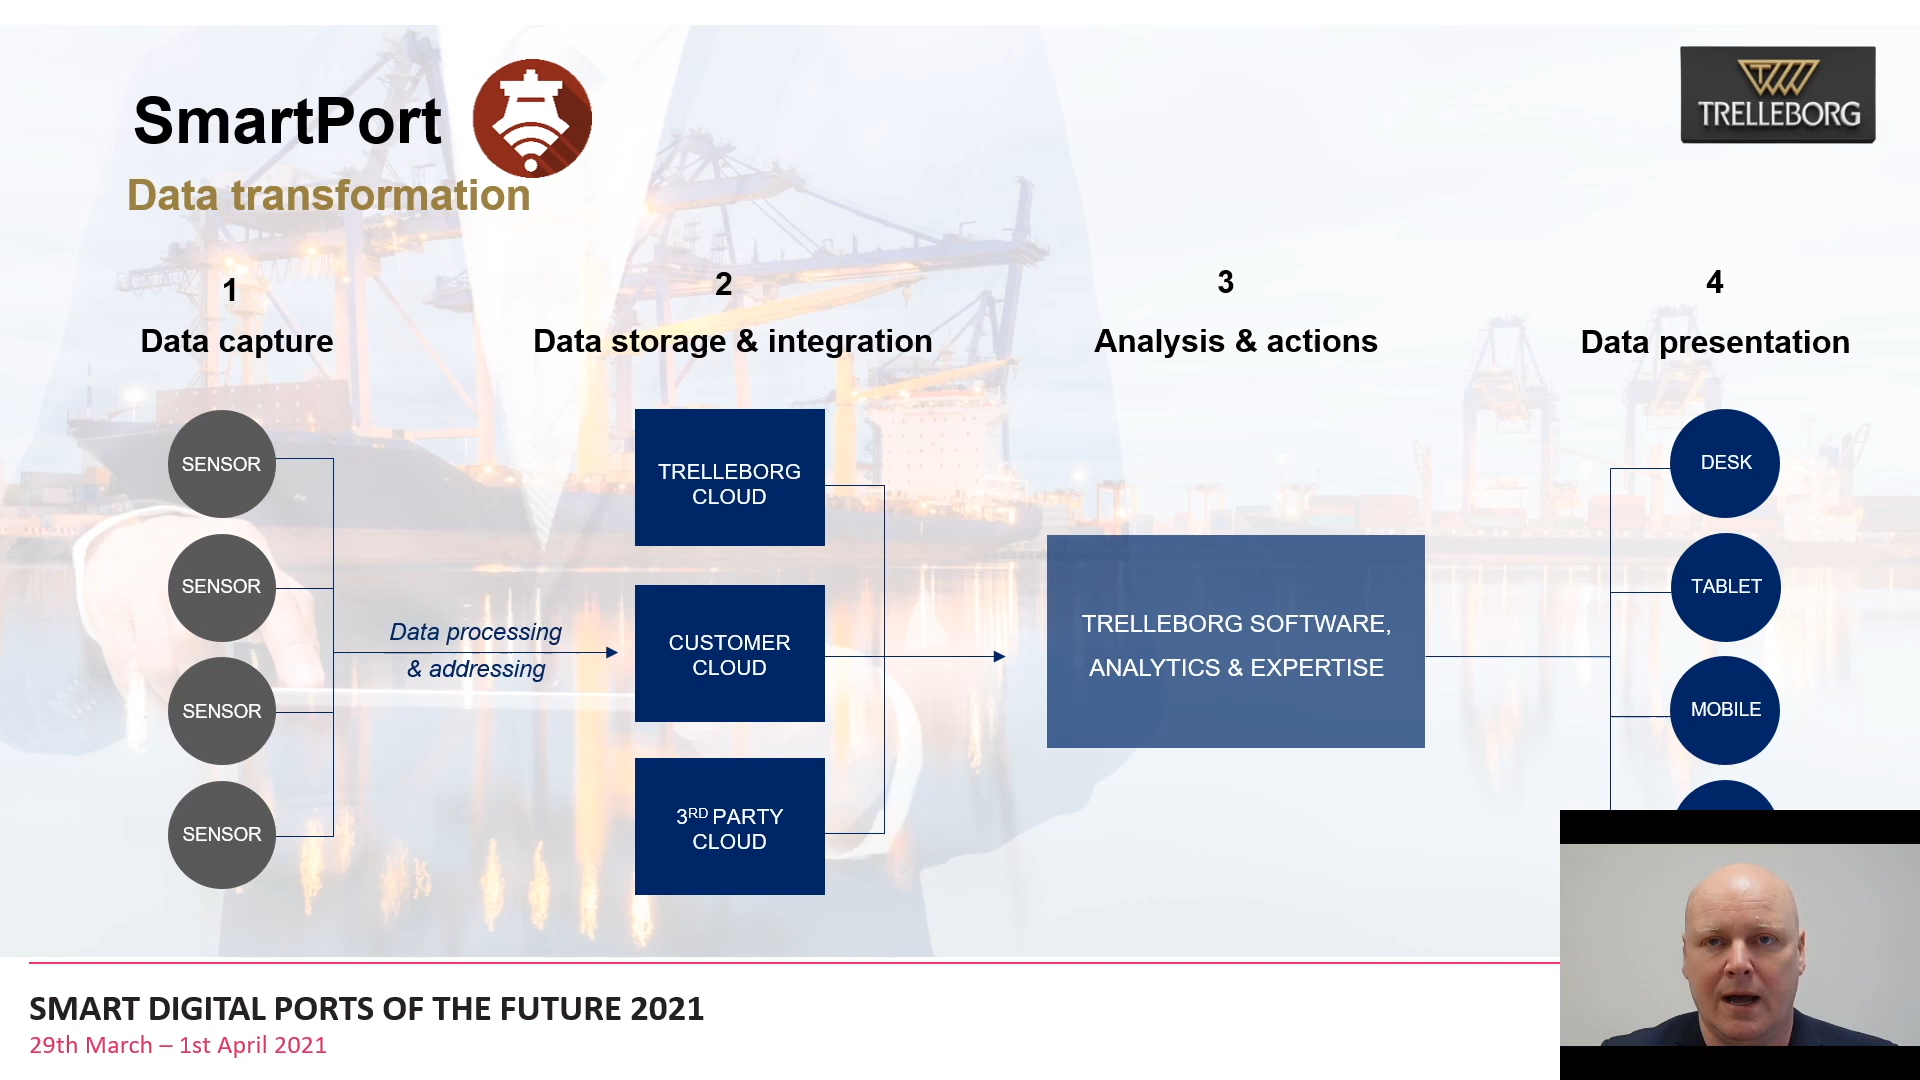 SmartPort
TRELLEBORG
Data transformation
1
Data capture
2
Data storage & integration
3
Analysis & actions
4
Data presentation
SENSOR
SENSOR
SENSOR
SENSOR
Data processing
& addressing
TRELLEBORG
CLOUD
CUSTOMER
CLOUD
3RD PARTY
CLOUD
TRELLEBORG SOFTWARE,
ANALYTICS & EXPERTISE
DESK
TABLET
MOBILE
SMART DIGITAL PORTS OF THE FUTURE 2021
29th March – 1st April 2021